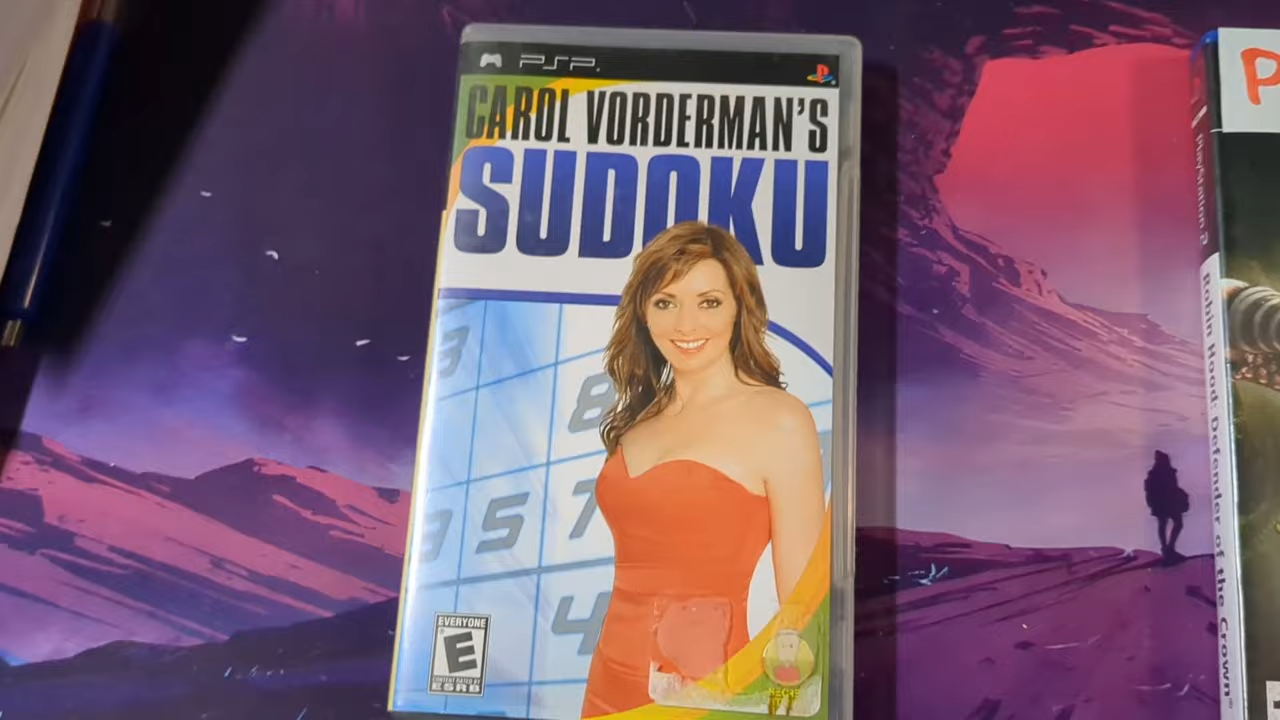 PSP
CAROL VORDERMAN'S
SUDOKU
3
8
5 7
4
EVERYONE
E
CONTENT RATED BY
ESRB
P
PlayStation 2
Robin Hood: Defender of the Crown